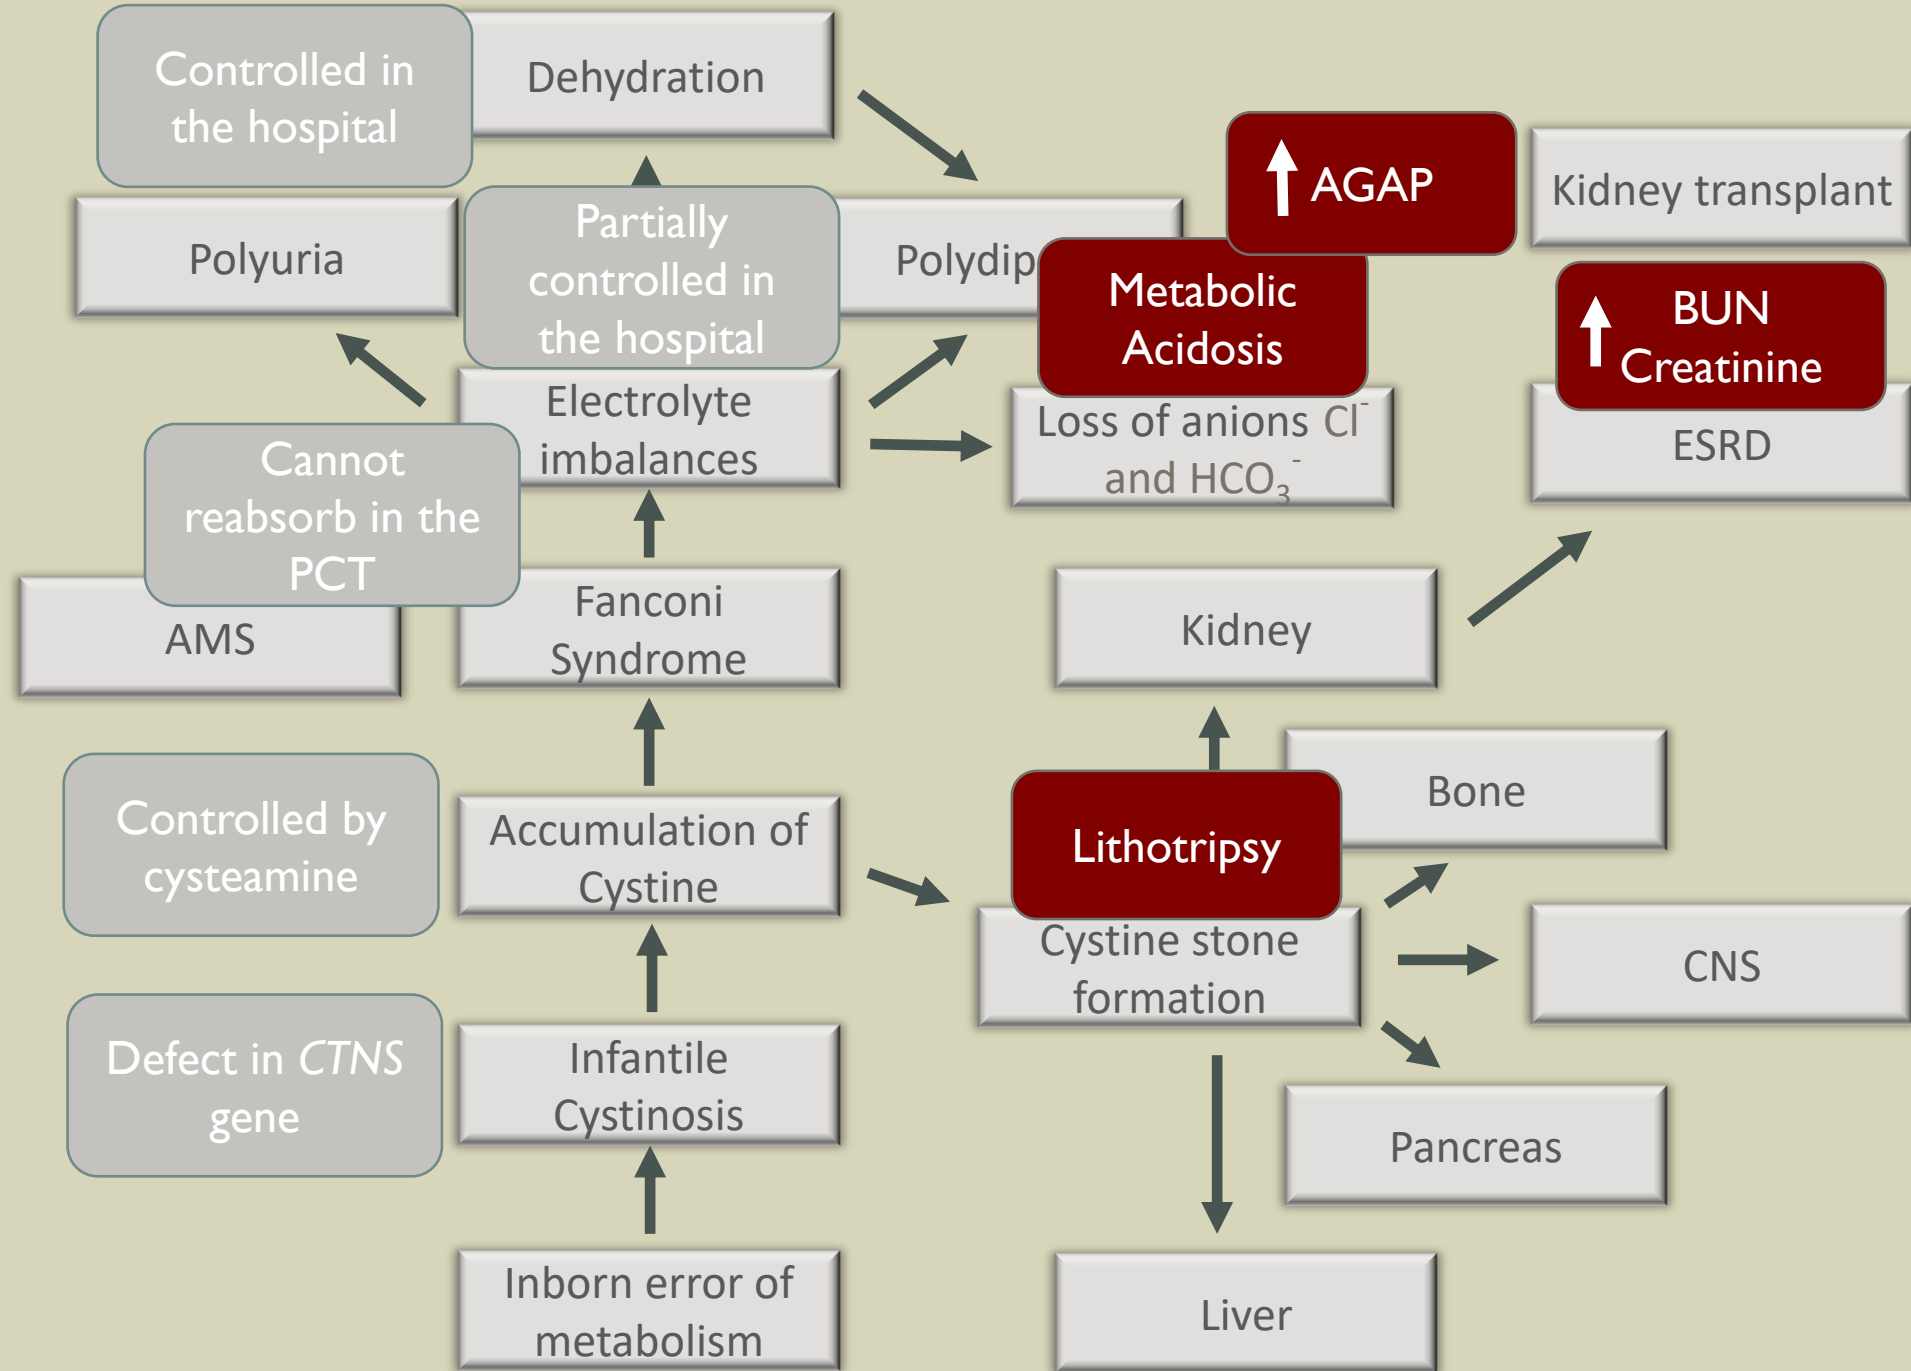 Controlled in
the hospital
Dehydration
AGAP
Kidney transplant
Polyuria
Partially
controlled in
the hospital
Polydip
Metabolic
Acidosis
BUN
Creatinine
Electrolyte
imbalances
Loss of anions Cl⁻
and HCO₃⁻
ESRD
Cannot
reabsorb in the
PCT
AMS
Fanconi
Syndrome
Kidney
Controlled by
cysteamine
Accumulation of
Cystine
Lithotripsy
Bone
Cystine stone
formation
CNS
Defect in CTNS
gene
Infantile
Cystinosis
Pancreas
Inborn error of
metabolism
Liver